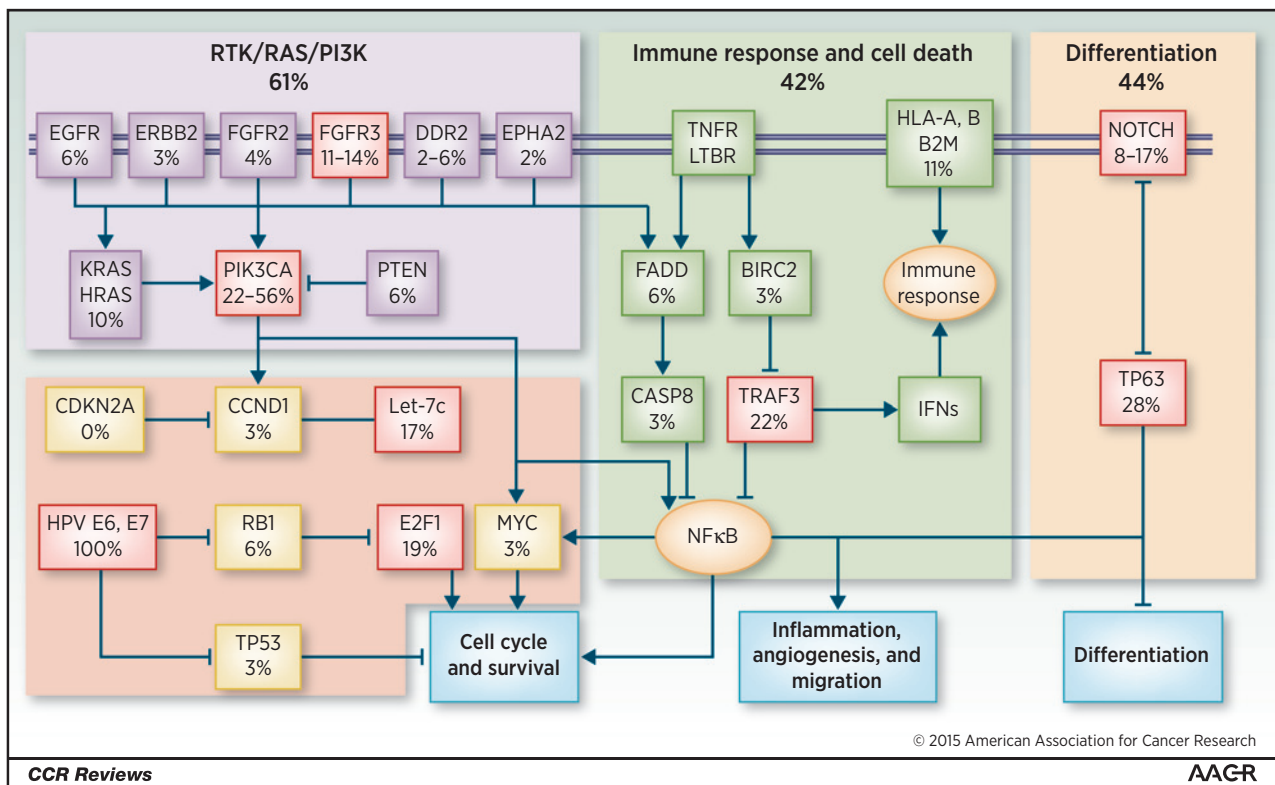 RTK/RAS/PI3K
61%
EGFR
6%
ERBB2
3%
FGFR2
4%
FGFR3
11–14%
DDR2
2–6%
EPHA2
2%
KRAS
HRAS
10%
PIK3CA
22–56%
PTEN
6%
Immune response and cell death
42%
TNFR
LTBR
HLA-A, B
B2M
11%
FADD
6%
BIRC2
3%
Immune
response
CASP8
3%
TRAF3
22%
IFNs
NFκB
Differentiation
44%
NOTCH
8–17%
TP63
28%
CDKN2A
0%
CCND1
3%
Let-7c
17%
HPV E6, E7
100%
RB1
6%
E2F1
19%
MYC
3%
TP53
3%
Cell cycle
and survival
Inflammation,
angiogenesis, and
migration
Differentiation
© 2015 American Association for Cancer Research
CCR Reviews
AACR